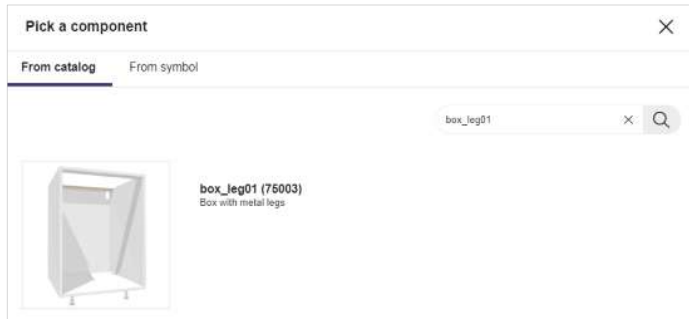 Pick a component
From catalog
From symbol
box_leg01
box_leg01 (75003)
Box with metal legs